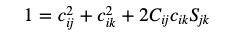 $1 = c_{ij}^2 + c_{ik}^2 + 2C_{ij}c_{ik}S_{jk}$